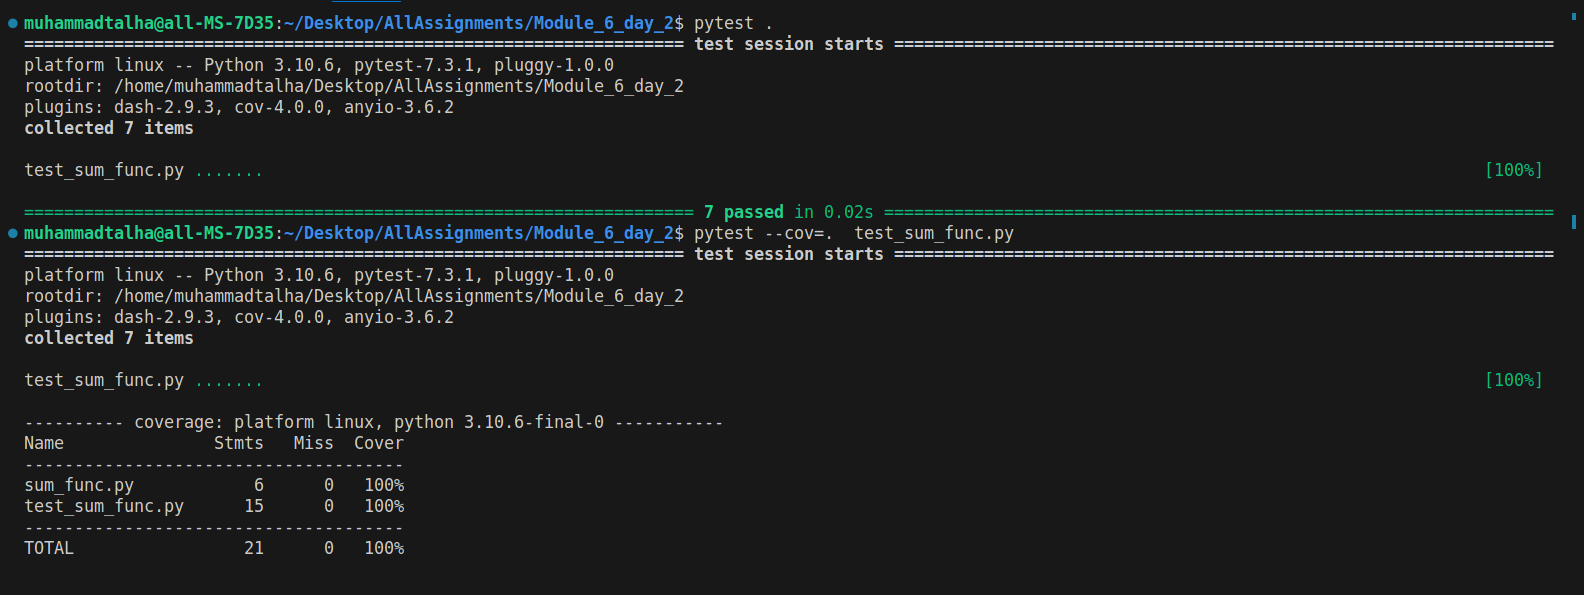 muhammadtalha@all-MS-7D35:~/Desktop/AllAssignments/Module_6_day_2$ pytest .
================================================================== test session starts ==================================================================
platform linux -- Python 3.10.6, pytest-7.3.1, pluggy-1.0.0
rootdir: /home/muhammadtalha/Desktop/AllAssignments/Module_6_day_2
plugins: dash-2.9.3, cov-4.0.0, anyio-3.6.2
collected 7 items
test_sum_func.py ....... [100%]
=================================================================== 7 passed in 0.02s ===================================================================
muhammadtalha@all-MS-7D35:~/Desktop/AllAssignments/Module_6_day_2$ pytest --cov=.  test_sum_func.py
================================================================== test session starts ==================================================================
platform linux -- Python 3.10.6, pytest-7.3.1, pluggy-1.0.0
rootdir: /home/muhammadtalha/Desktop/AllAssignments/Module_6_day_2
plugins: dash-2.9.3, cov-4.0.0, anyio-3.6.2
collected 7 items
test_sum_func.py ....... [100%]
---------- coverage: platform linux, python 3.10.6-final-0 -----------
Name               Stmts   Miss  Cover
--------------------------------------
sum_func.py            6      0   100%
test_sum_func.py      15      0   100%
--------------------------------------
TOTAL                 21      0   100%